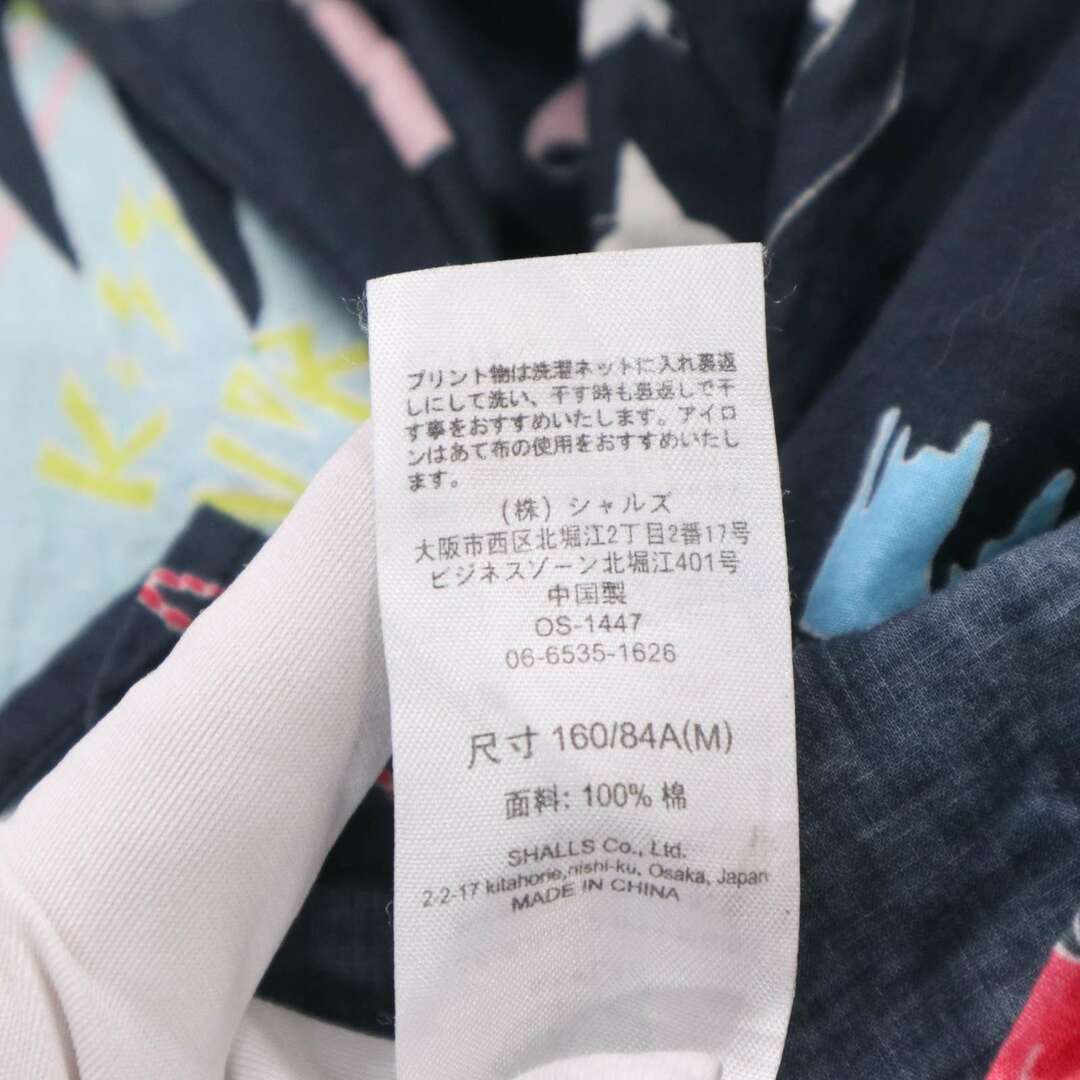 プリント物は洗濯ネットに入れ裏返
しにして洗い、干す時も裏返しで干
す事をおすすめいたします。アイロ
ンはあて布の使用をおすすめいたし
ます。
(株) シャルズ
大阪市西区北堀江2丁目2番17号
ビジネスゾーン北堀江401号
中国製
OS-1447
06-6535-1626
尺寸 160/84A(M)
面料: 100% 棉
SHALLS Co., Ltd.
2-2-17 kitahorie,nishi-ku, Osaka, Japan
MADE IN CHINA